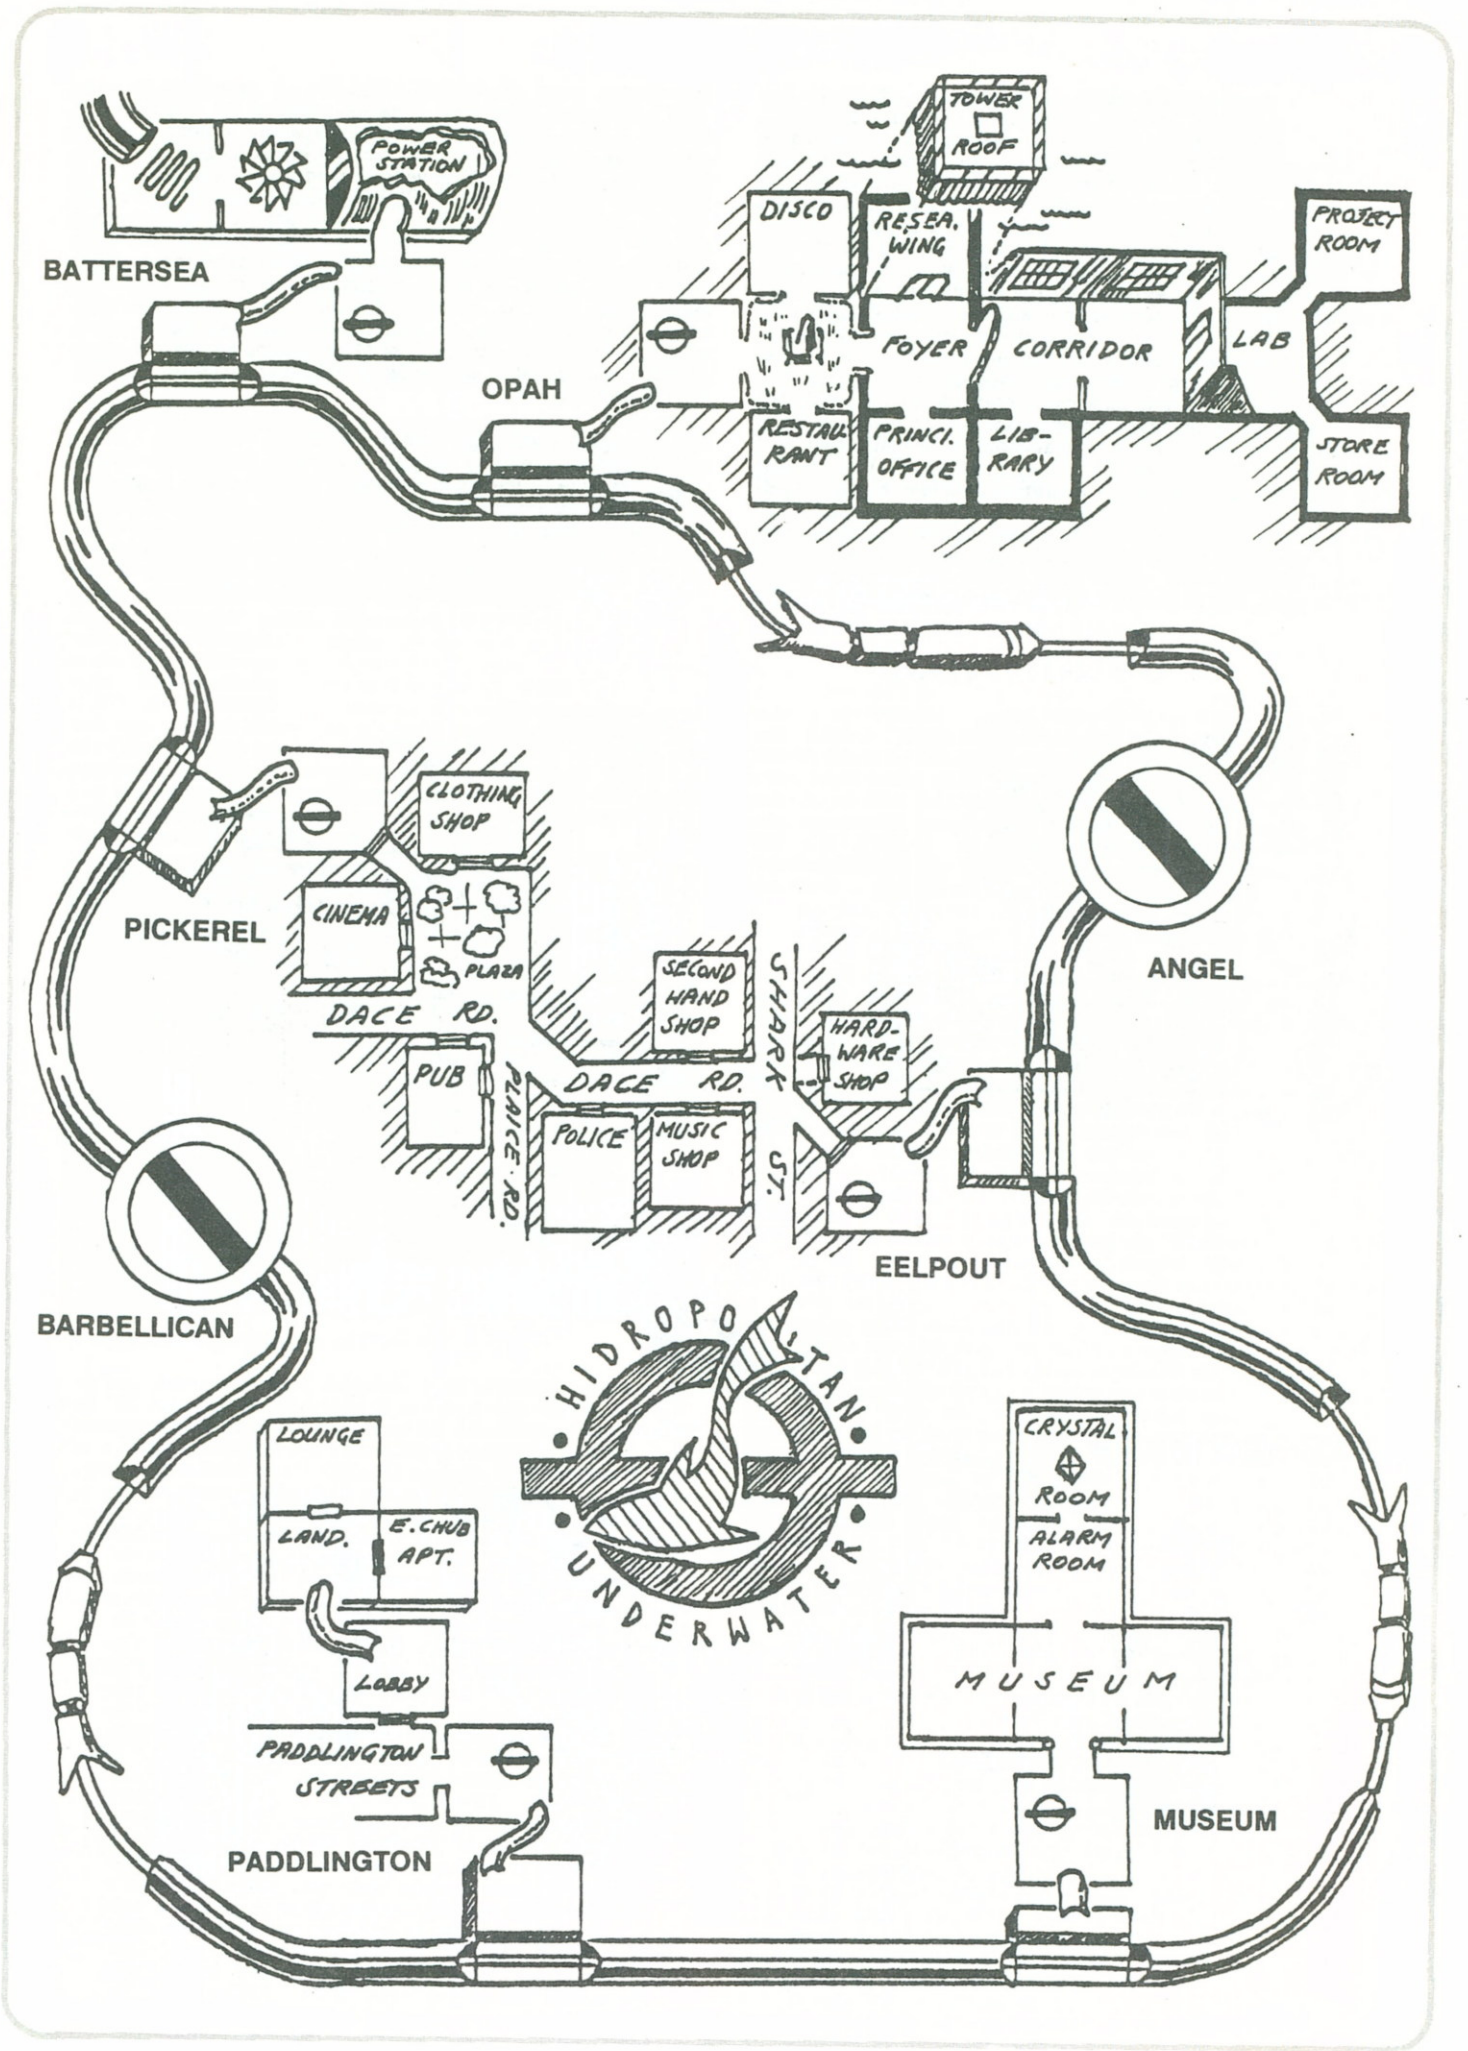 TOWER
ROOF
POWER
STATION
BATTERSEA
DISCO
RESEA.
WING
PROJECT
ROOM
FOYER
CORRIDOR
LAB
OPAH
RESTAU
RANT
PRINCI.
OFFICE
LIB-
RARY
STORE
ROOM
CLOTHING
SHOP
PICKEREL
CINEMA
PLAZA
DACE RD.
PUB
PLAICE. RD.
SECOND
HAND
SHOP
SHARK ST.
HARD-
WARE
SHOP
DACE RD.
POLICE
MUSIC
SHOP
ANGEL
EELPOUT
BARBELLICAN
HIDROPO'TAN
UNDERWATER
LOUNGE
LAND.
E. CHUB
APT.
LOBBY
PADDLINGTON
STREETS
PADDLINGTON
CRYSTAL
ROOM
ALARM
ROOM
MUSEUM
MUSEUM